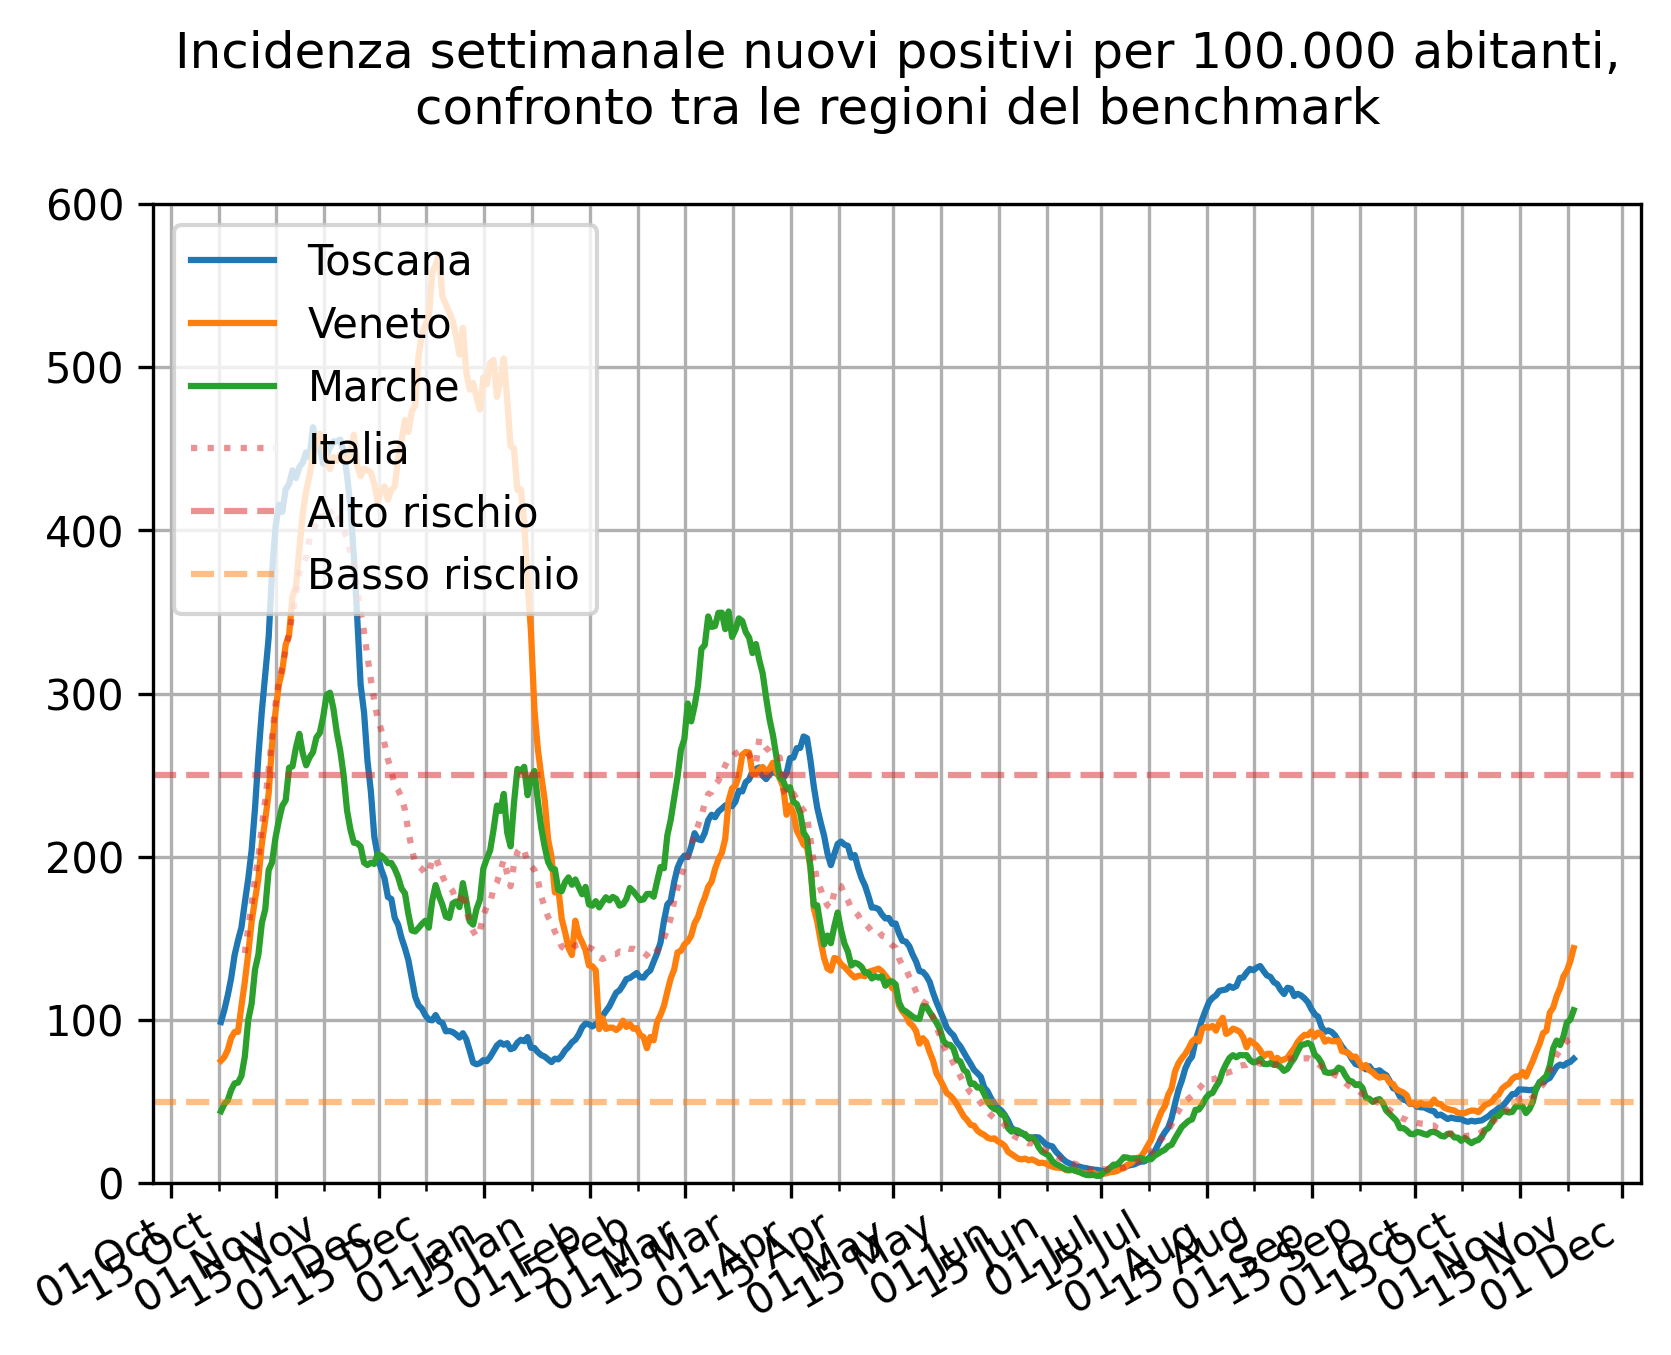 Incidenza settimanale nuovi positivi per 100.000 abitanti,
confronto tra le regioni del benchmark
600
500
400
300
200
100
0
Toscana
Veneto
Marche
Italia
Alto rischio
Basso rischio
01 Oct
15 Oct
01 Nov
15 Nov
01 Dec
15 Dec
01 Jan
15 Jan
01 Feb
15 Feb
01 Mar
15 Mar
01 Apr
15 Apr
01 May
15 May
01 Jun
15 Jun
01 Jul
15 Jul
01 Aug
15 Aug
01 Sep
15 Sep
01 Oct
15 Oct
01 Nov
15 Nov
01 Dec